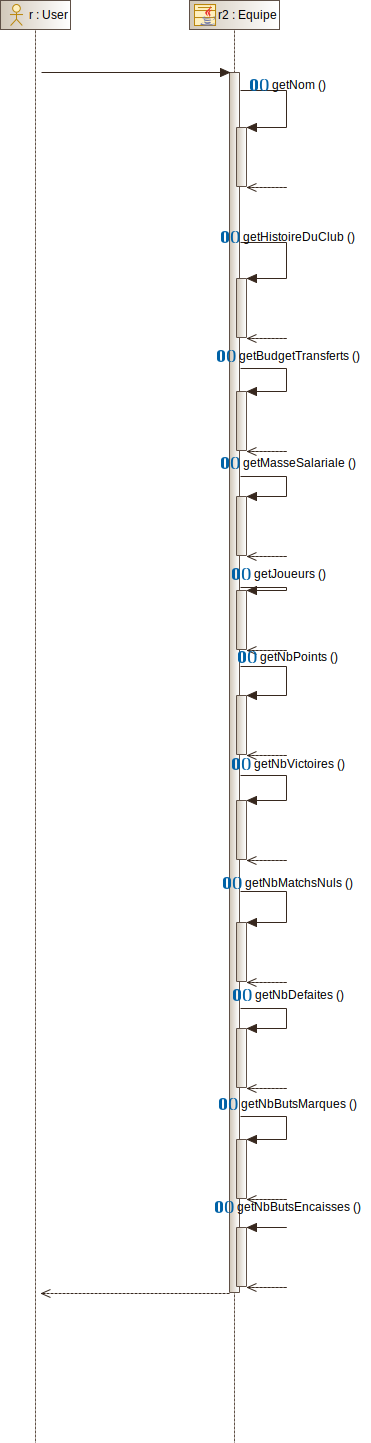 r : User
r2 : Equipe
getNom ()
getHistoireDuClub ()
getBudgetTransferts ()
getMasseSalariale ()
getJoueurs ()
getNbPoints ()
getNbVictoires ()
getNbMatchsNuls ()
getNbDefaites ()
getNbButsMarques ()
getNbButsEncaisses ()